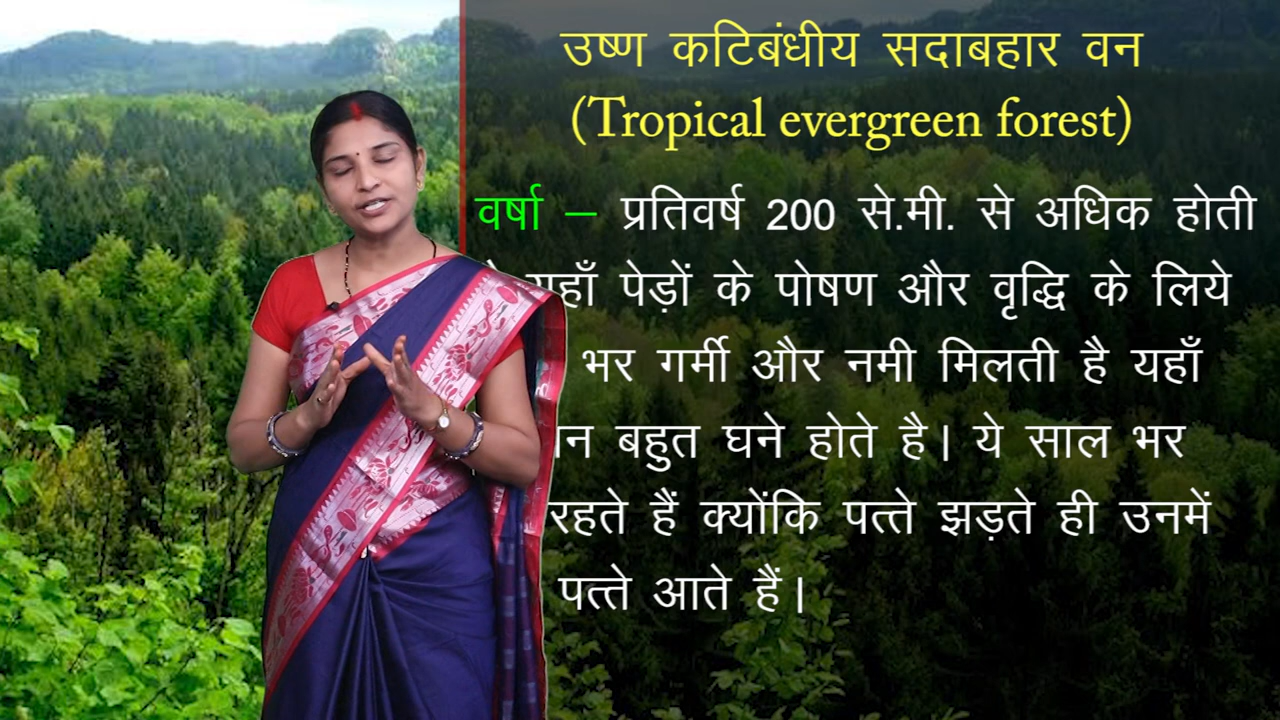 उष्ण कटिबंधीय सदाबहार वन
(Tropical evergreen forest)
वर्षा – प्रतिवर्ष 200 से.मी. से अधिक होती
पेड़ों के पोषण और वृद्धि के लिये
भर गर्मी और नमी मिलती है यहाँ
बहुत घने होते है। ये साल भर
रहते हैं क्योंकि पत्ते झड़ते ही उनमें
पत्ते आते हैं।